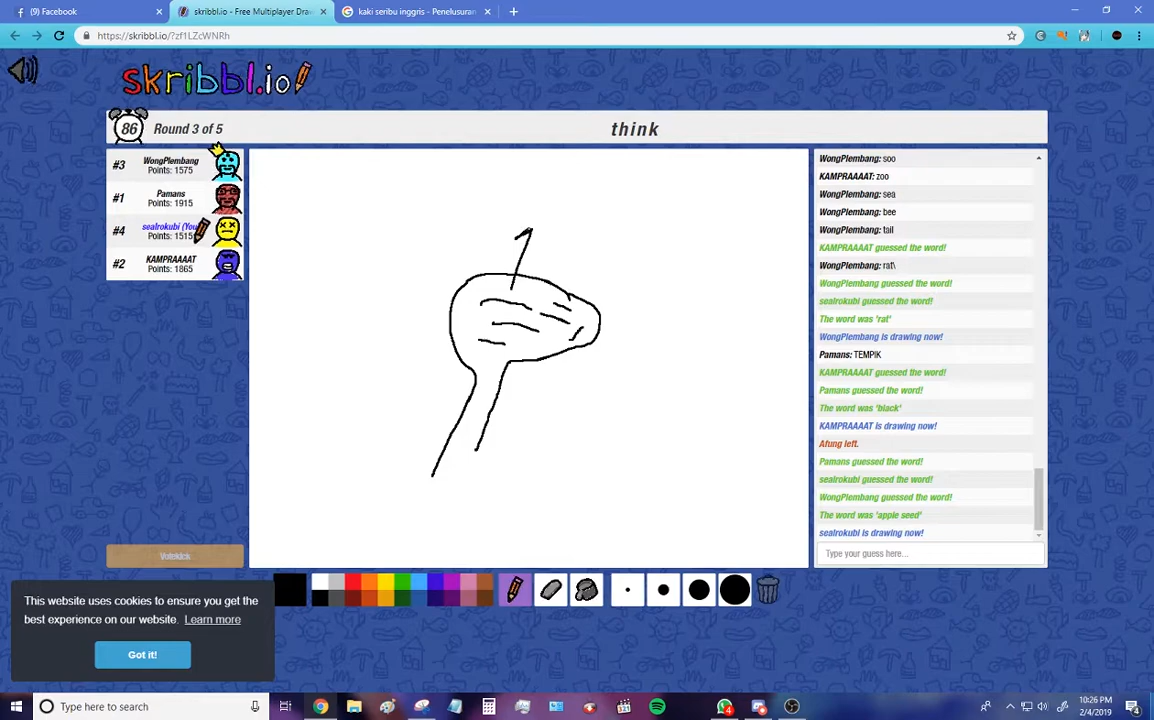 (9) Facebook
skribbl.io - Free Multiplayer Draw
kaki seribu inggris - Penelusuran
https://skribbl.io/?zf1LZcWNRh
skribbl.io
86
Round 3 of 5
think
#3 WongPlembang
Points: 1575
#1 Pamans
Points: 1915
#4 sealrokubi (You
Points: 1515
#2 KAMPRAAAAT
Points: 1865
WongPlembang: soo
KAMPRAAAAT: zoo
WongPlembang: sea
WongPlembang: bee
WongPlembang: tail
KAMPRAAAAT guessed the word!
WongPlembang: rat\
WongPlembang guessed the word!
sealrokubi guessed the word!
The word was 'rat'
WongPlembang is drawing now!
Pamans: TEMPIK
KAMPRAAAAT guessed the word!
Pamans guessed the word!
The word was 'black'
KAMPRAAAAT is drawing now!
Afung left.
Pamans guessed the word!
sealrokubi guessed the word!
WongPlembang guessed the word!
The word was 'apple seed'
sealrokubi is drawing now!
Type your guess here...
Votekick
This website uses cookies to ensure you get the
best experience on our website. Learn more
Got it!
Type here to search
4
10:26 PM
2/4/2019